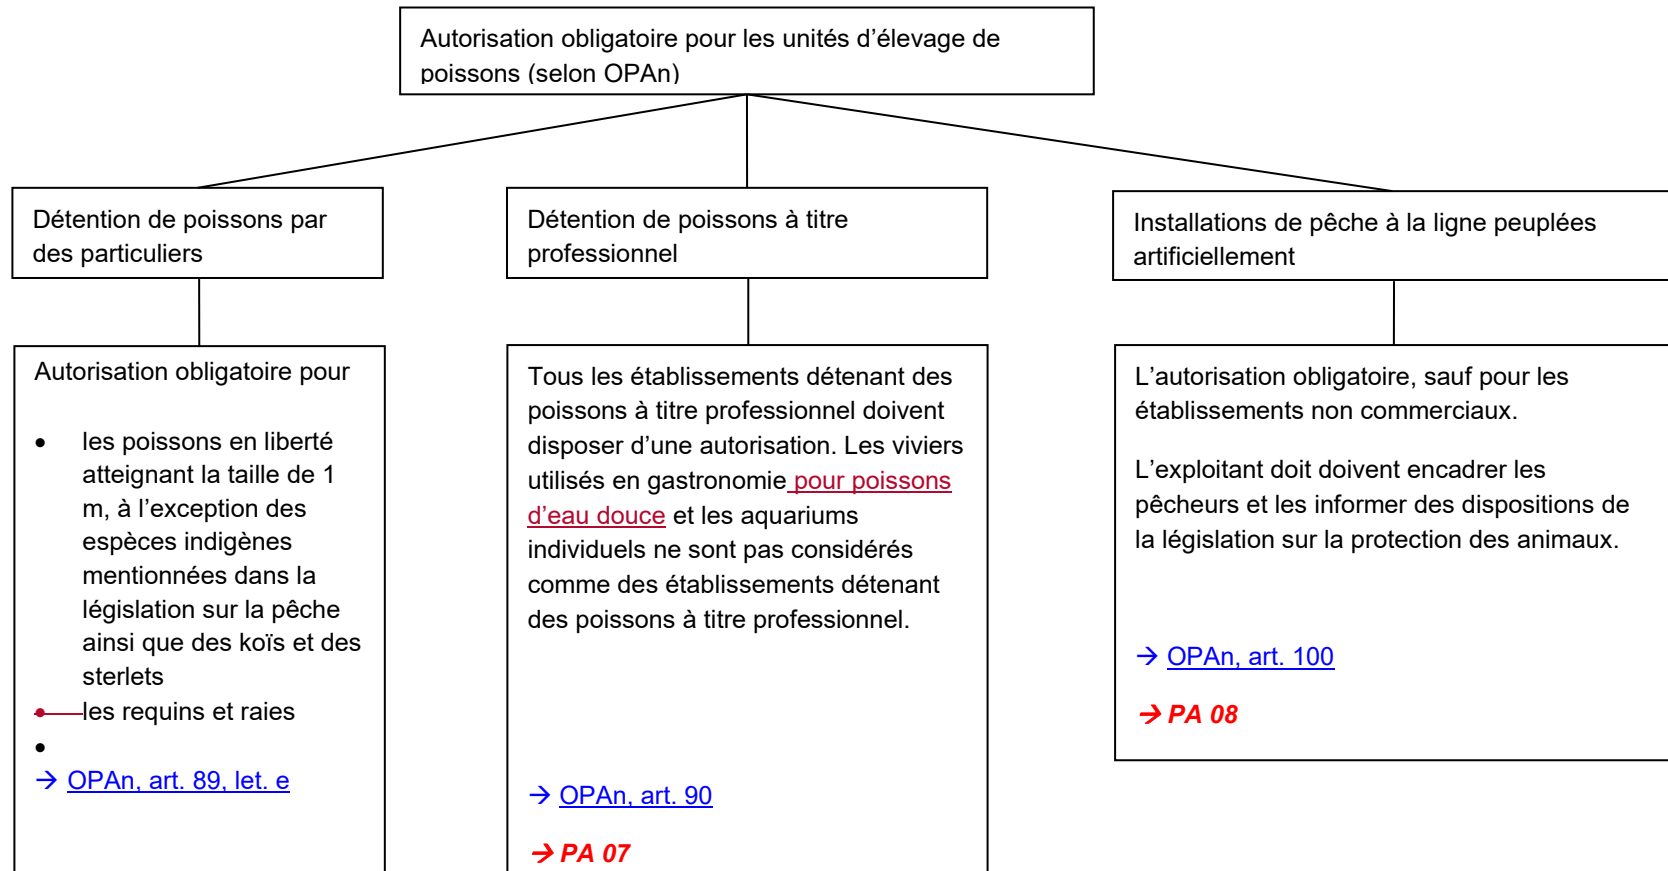 Autorisation obligatoire pour les unités d’élevage de
poissons (selon OPAn)
Détention de poissons par
des particuliers
Détention de poissons à titre
professionnel
Installations de pêche à la ligne peuplées
artificiellement
Autorisation obligatoire pour
• les poissons en liberté
atteignant la taille de 1
m, à l’exception des
espèces indigènes
mentionnées dans la
législation sur la pêche
ainsi que des koïs et des
sterlets
• les requins et raies
•
→ OPAn, art. 89, let. e
Tous les établissements détenant des
poissons à titre professionnel doivent
disposer d’une autorisation. Les viviers
utilisés en gastronomie pour poissons
d’eau douce et les aquariums
individuels ne sont pas considérés
comme des établissements détenant
des poissons à titre professionnel.
→ OPAn, art. 90
→ PA 07
L’autorisation obligatoire, sauf pour les
établissements non commerciaux.
L’exploitant doit doivent encadrer les
pêcheurs et les informer des dispositions de
la législation sur la protection des animaux.
→ OPAn, art. 100
→ PA 08